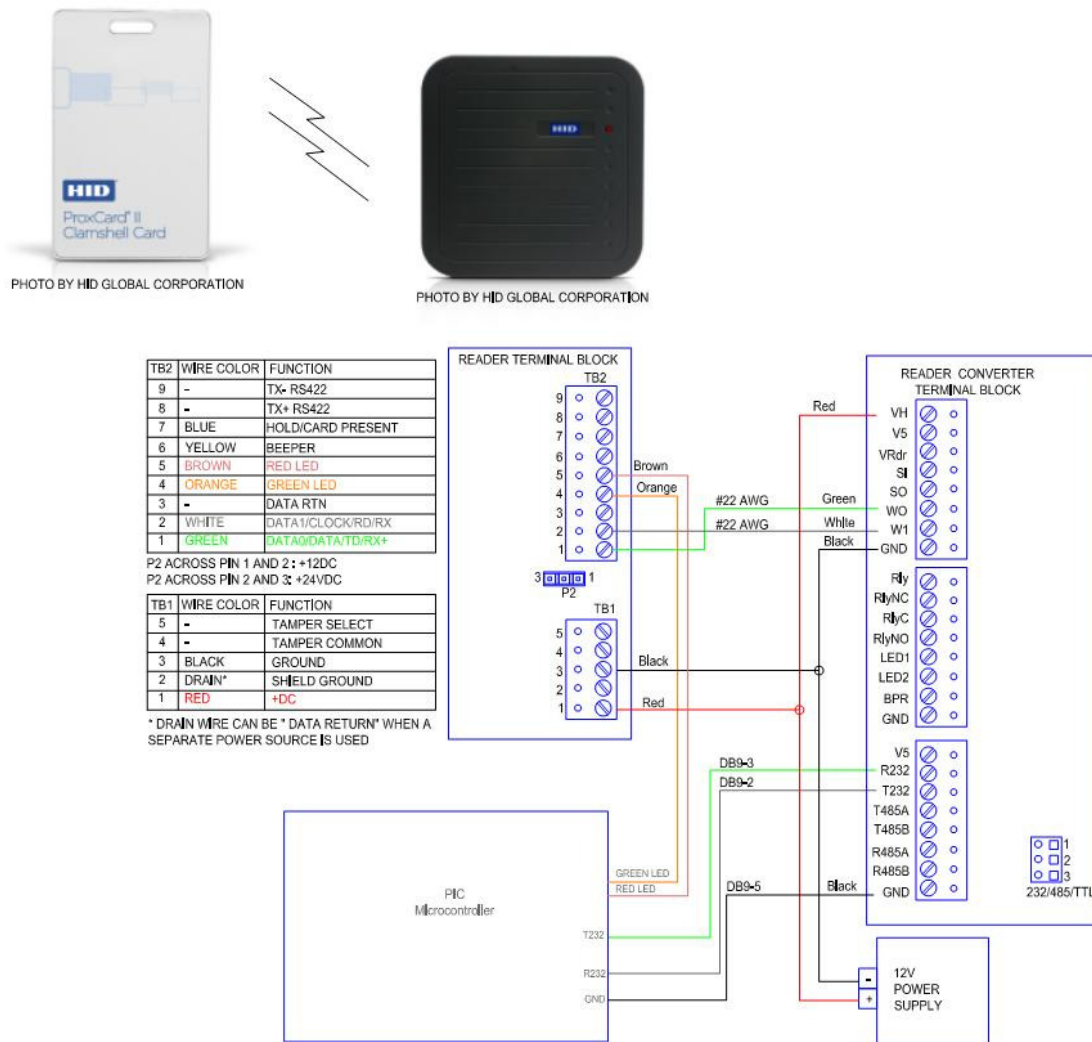 HID
ProxCard® II
Clamshell Card
PHOTO BY HID GLOBAL CORPORATION
HID
PHOTO BY HID GLOBAL CORPORATION
TB2 WIRE COLOR FUNCTION
9 - TX- RS422
8 - TX+ RS422
7 BLUE HOLD/CARD PRESENT
6 YELLOW BEEPER
5 BROWN RED LED
4 ORANGE GREEN LED
3 - DATA RTN
2 WHITE DATA1/CLOCK/RD/RX
1 GREEN DATA0/DATA/TD/RX+
P2 ACROSS PIN 1 AND 2 : +12DC
P2 ACROSS PIN 2 AND 3: +24VDC
TB1 WIRE COLOR FUNCTION
5 - TAMPER SELECT
4 - TAMPER COMMON
3 BLACK GROUND
2 DRAIN* SHIELD GROUND
1 RED +DC
* DRAIN WIRE CAN BE " DATA RETURN" WHEN A
SEPARATE POWER SOURCE IS USED
READER TERMINAL BLOCK
TB2
9
8
7
6
5
4
3
2
1
3 1
P2
TB1
5
4
3
2
1
Brown
Orange
#22 AWG
#22 AWG
Black
Red
Red
Green
White
Black
READER CONVERTER
TERMINAL BLOCK
VH
V5
VRdr
SI
SO
WO
W1
GND
Rly
RlyNC
RlyC
RlyNO
LED1
LED2
BPR
GND
V5
R232
T232
T485A
T485B
R485A
R485B
GND
1
2
3
232/485/TTL
DB9-3
DB9-2
DB9-5 Black
PIC
Microcontroller
GREEN LED
RED LED
T232
R232
GND
-
+
12V
POWER
SUPPLY